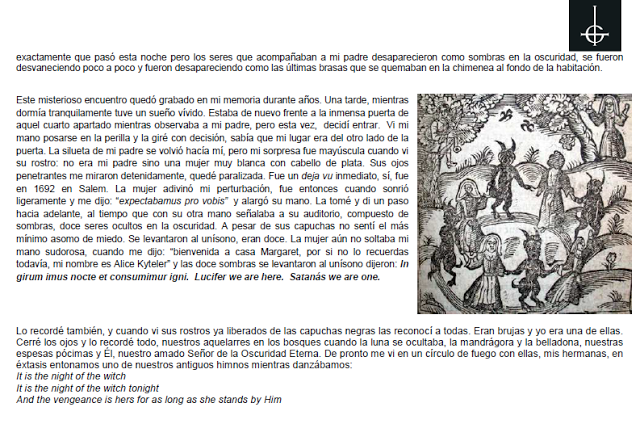 exactamente que pasó esta noche pero los seres que acompañaban a mi padre desaparecieron como sombras en la oscuridad, se fueron
desvaneciendo poco a poco y fueron desapareciendo como las últimas brasas que se quemaban en la chimenea al fondo de la habitación.
Este misterioso encuentro quedó grabado en mi memoria durante años. Una tarde, mientras
dormía tranquilamente tuve un sueño vívido. Estaba de nuevo frente a la inmensa puerta de
aquel cuarto apartado mientras observaba a mi padre, pero esta vez, decidí entrar. Vi mi
mano posarse en la perilla y la giré con decisión, sabía que mi lugar era del otro lado de la
puerta. La silueta de mi padre se volvió hacía mí, pero mi sorpresa fue mayúscula cuando vi
su rostro: no era mi padre sino una mujer muy blanca con cabello de plata. Sus ojos
penetrantes me miraron detenidamente, quedé paralizada. Fue un deja vu inmediato, sí, fue
en 1692 en Salem. La mujer adivinó mi perturbación, fue entonces cuando sonrió
ligeramente y me dijo: “expectabamus pro vobis” y alargó su mano. La tomé y di un paso
hacia adelante, al tiempo que con su otra mano señalaba a su auditorio, compuesto de
sombras, doce seres ocultos en la oscuridad. A pesar de sus capuchas no sentí el más
mínimo asomo de miedo. Se levantaron al unísono, eran doce. La mujer aún no soltaba mi
mano sudorosa, cuando me dijo: “bienvenida a casa Margaret, por si no lo recuerdas
todavía, mi nombre es Alice Kyteler” y las doce sombras se levantaron al unísono dijeron: In
girum imus nocte et consumimur igni. Lucifer we are here. Satanás we are one.
Lo recordé también, y cuando vi sus rostros ya liberados de las capuchas negras las reconocí a todas. Eran brujas y yo era una de ellas.
Cerré los ojos y lo recordé todo, nuestros aquelarres en los bosques cuando la luna se ocultaba, la mandrágora y la belladona, nuestras
espesas pócimas y Él, nuestro amado Señor de la Oscuridad Eterna. De pronto me vi en un círculo de fuego con ellas, mis hermanas, en
éxtasis entonamos uno de nuestros antiguos himnos mientras danzábamos:
It is the night of the witch
It is the night of the witch tonight
And the vengeance is hers for as long as she stands by Him